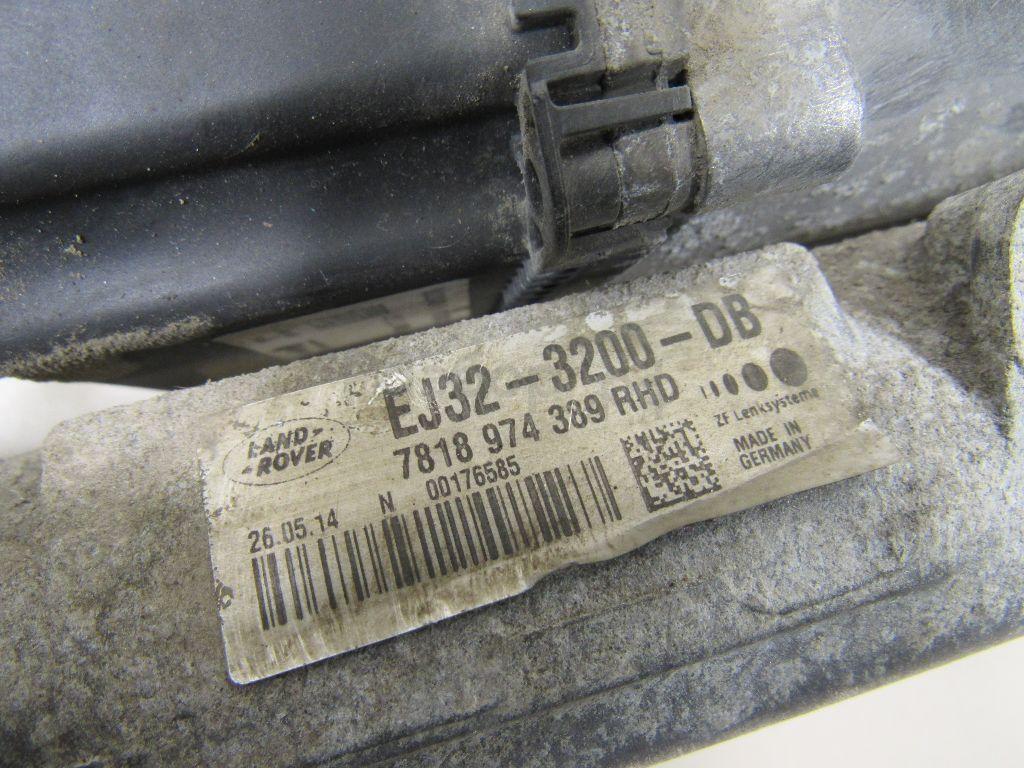 EJ32-3200-DB
7818 974 389 RHD
LAND-
-ROVER
ZF Lenksysteme
MADE IN
GERMANY
26.05.14 N 00176585